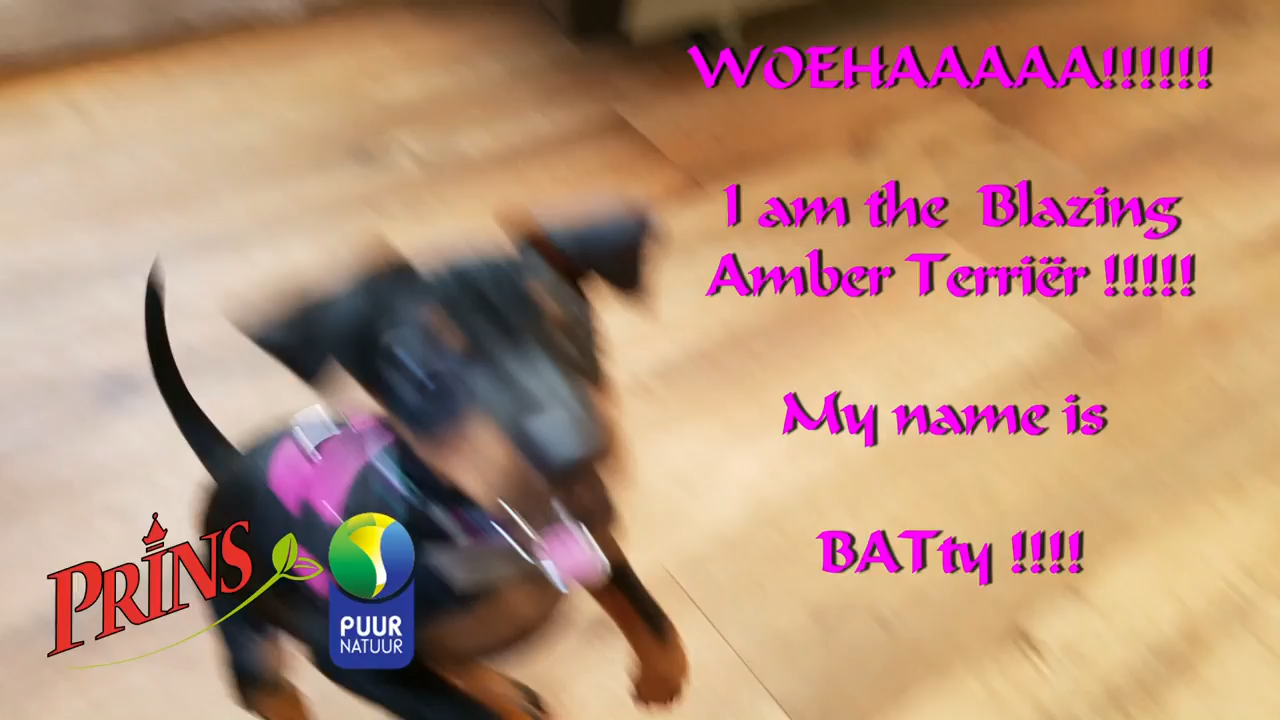 WOEHAAAAA!!!!!!
I am the Blazing
Amber Terriër !!!!!
My name is
BATty !!!!
PRINS
PUUR
NATUUR